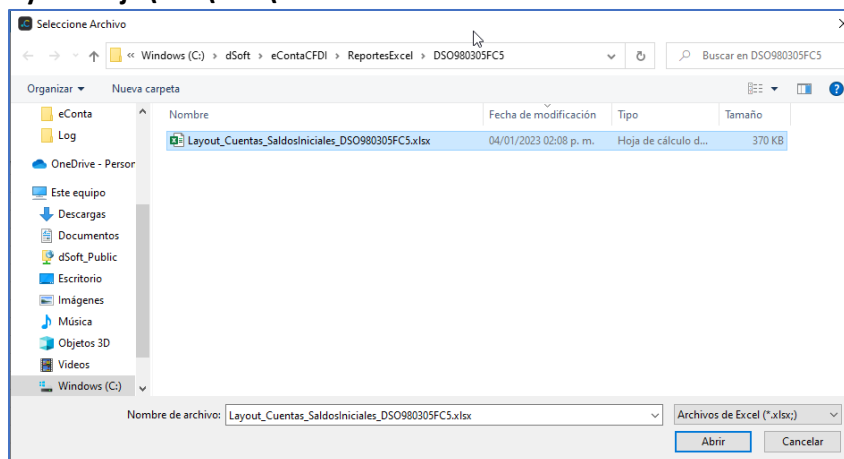 Seleccione Archivo
« Windows (C:) › dSoft › eContaCFDI › ReportesExcel › DSO980305FC5
Buscar en DSO980305FC5
Organizar
Nueva carpeta
Nombre
Fecha de modificación
Tipo
Tamaño
Layout_Cuentas_SaldosIniciales_DSO980305FC5.xlsx
04/01/2023 02:08 p. m.
Hoja de cálculo d...
370 KB
eConta
Log
OneDrive - Person
Este equipo
Descargas
Documentos
dSoft_Public
Escritorio
Imágenes
Música
Objetos 3D
Videos
Windows (C:)
Nombre de archivo:
Layout_Cuentas_SaldosIniciales_DSO980305FC5.xlsx
Archivos de Excel (*.xlsx;)
Abrir
Cancelar